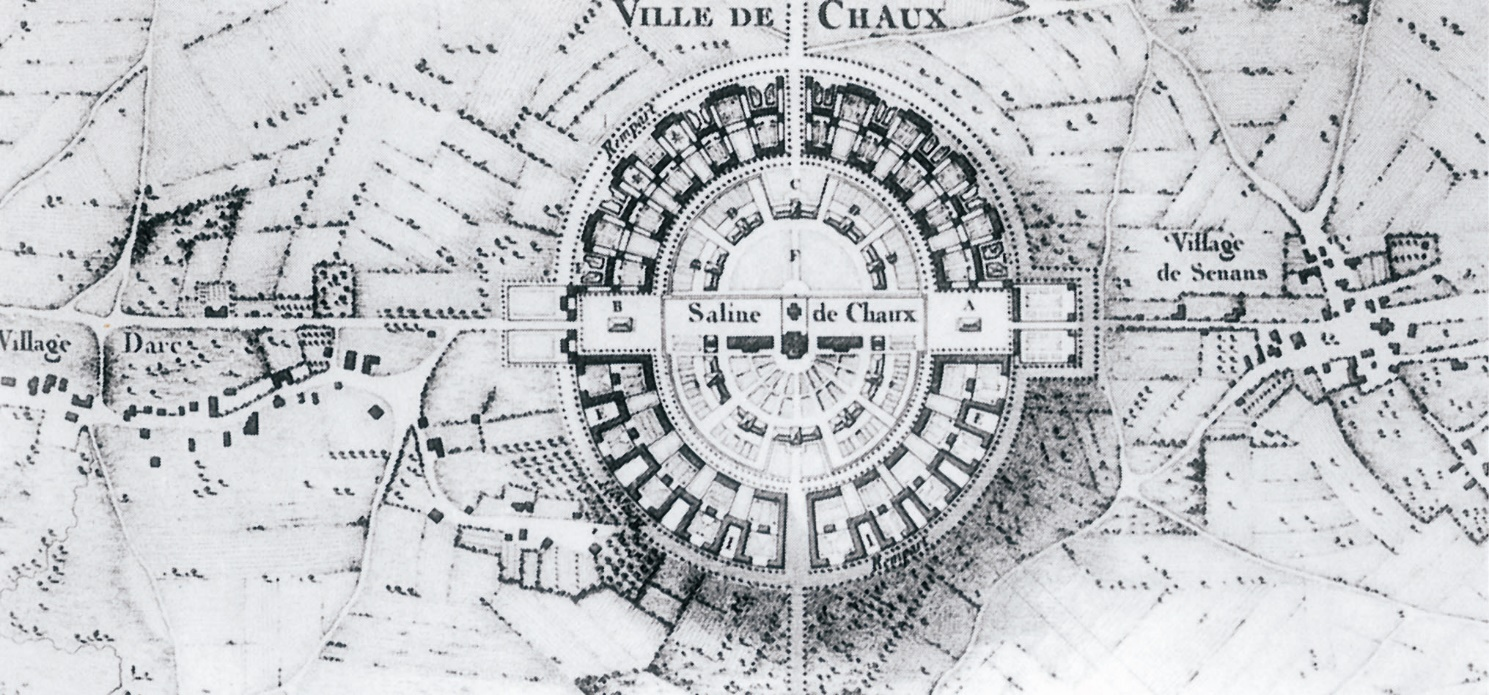 VILLE DE CHAUX
Rempart
C
D
D
D
D
F
Village
de Senans
B
Saline de Chaux
A
Village Darc
Rempart